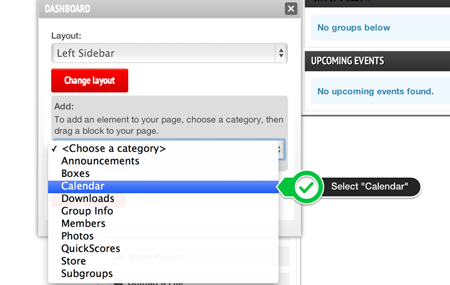 DASHBOARD
Layout:
Left Sidebar
Change layout
Add:
To add an element to your page, choose a category, then
drag a block to your page.
✓ <Choose a category>
Announcements
Boxes
Calendar
Downloads
Group Info
Members
Photos
QuickScores
Store
Subgroups
No groups below
UPCOMING EVENTS
No upcoming events found.
Select "Calendar"